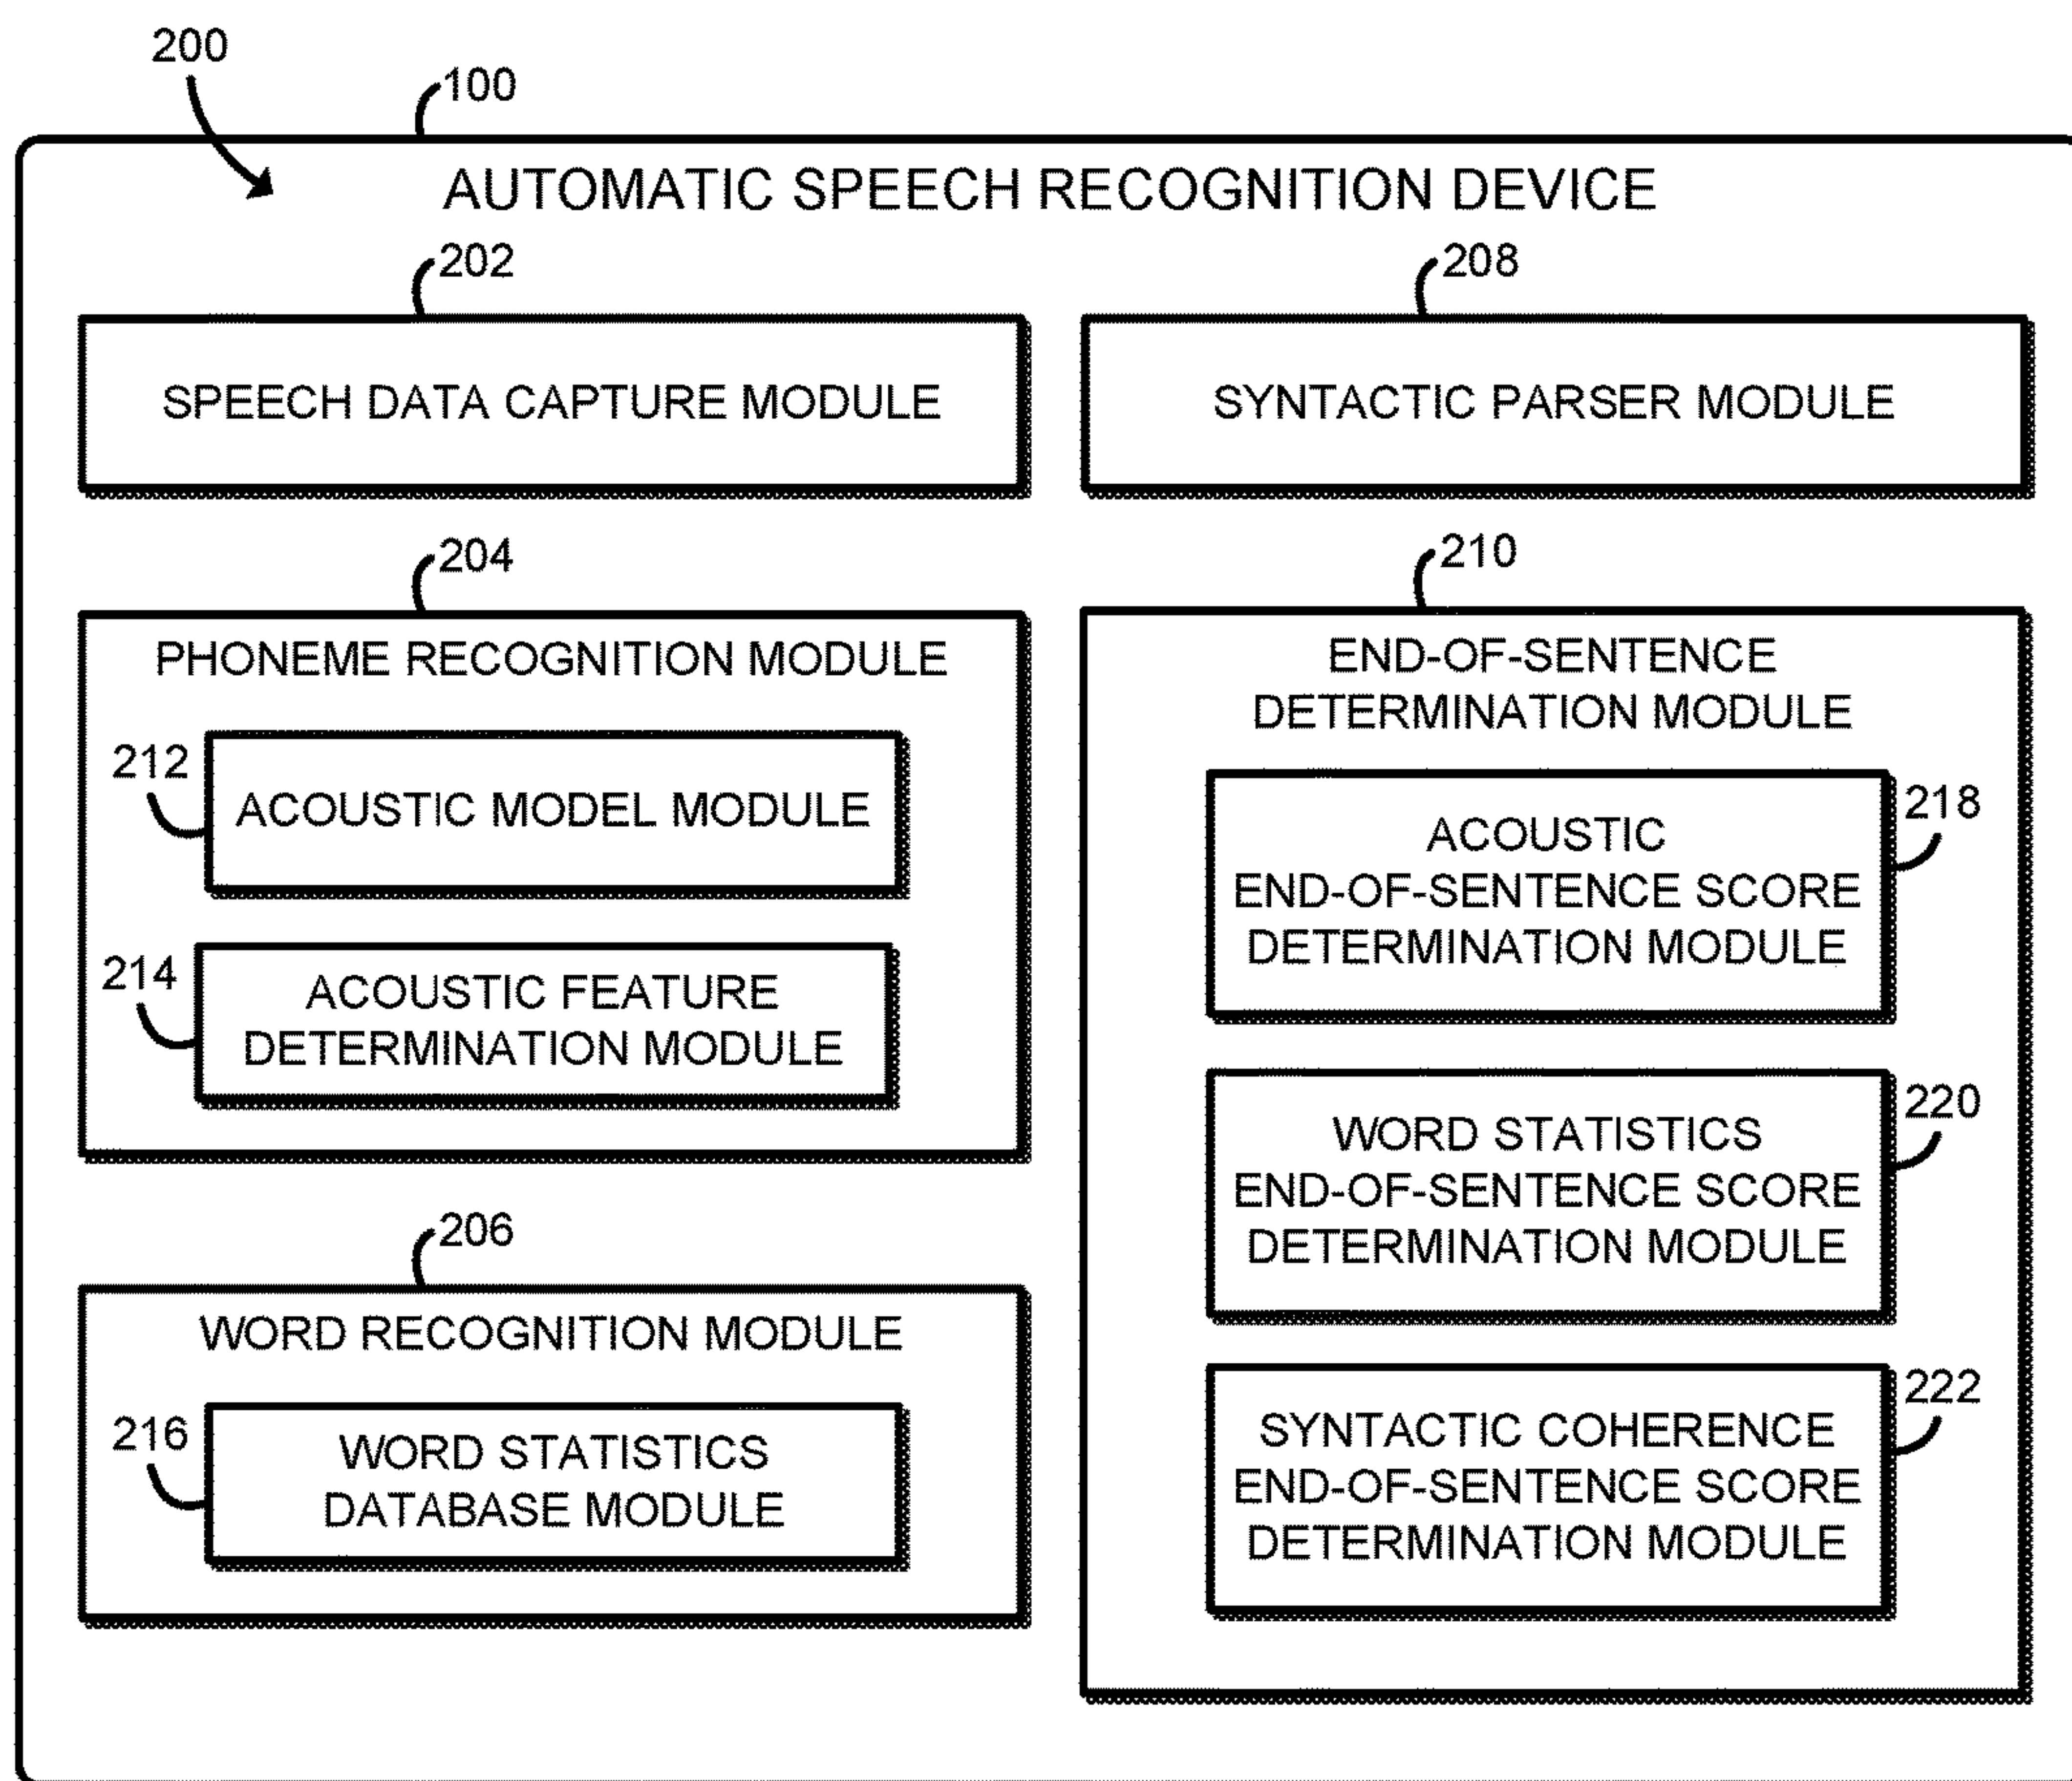 200
100
AUTOMATIC SPEECH RECOGNITION DEVICE
202
SPEECH DATA CAPTURE MODULE
204
PHONEME RECOGNITION MODULE
212
ACOUSTIC MODEL MODULE
214
ACOUSTIC FEATURE
DETERMINATION MODULE
206
WORD RECOGNITION MODULE
216
WORD STATISTICS
DATABASE MODULE
208
SYNTACTIC PARSER MODULE
210
END-OF-SENTENCE
DETERMINATION MODULE
218
ACOUSTIC
END-OF-SENTENCE SCORE
DETERMINATION MODULE
220
WORD STATISTICS
END-OF-SENTENCE SCORE
DETERMINATION MODULE
222
SYNTACTIC COHERENCE
END-OF-SENTENCE SCORE
DETERMINATION MODULE